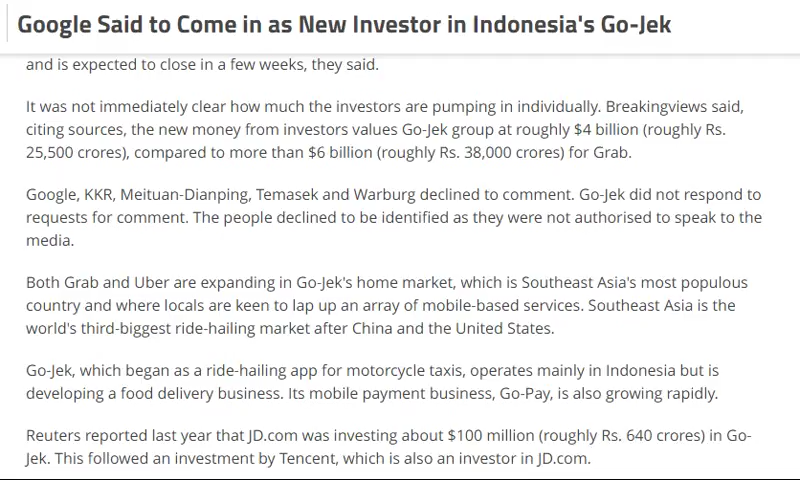 Google Said to Come in as New Investor in Indonesia's Go-Jek
and is expected to close in a few weeks, they said.
It was not immediately clear how much the investors are pumping in individually. Breakingviews said,
citing sources, the new money from investors values Go-Jek group at roughly $4 billion (roughly Rs.
25,500 crores), compared to more than $6 billion (roughly Rs. 38,000 crores) for Grab.
Google, KKR, Meituan-Dianping, Temasek and Warburg declined to comment. Go-Jek did not respond to
requests for comment. The people declined to be identified as they were not authorised to speak to the
media.
Both Grab and Uber are expanding in Go-Jek's home market, which is Southeast Asia's most populous
country and where locals are keen to lap up an array of mobile-based services. Southeast Asia is the
world's third-biggest ride-hailing market after China and the United States.
Go-Jek, which began as a ride-hailing app for motorcycle taxis, operates mainly in Indonesia but is
developing a food delivery business. Its mobile payment business, Go-Pay, is also growing rapidly.
Reuters reported last year that JD.com was investing about $100 million (roughly Rs. 640 crores) in Go-
Jek. This followed an investment by Tencent, which is also an investor in JD.com.